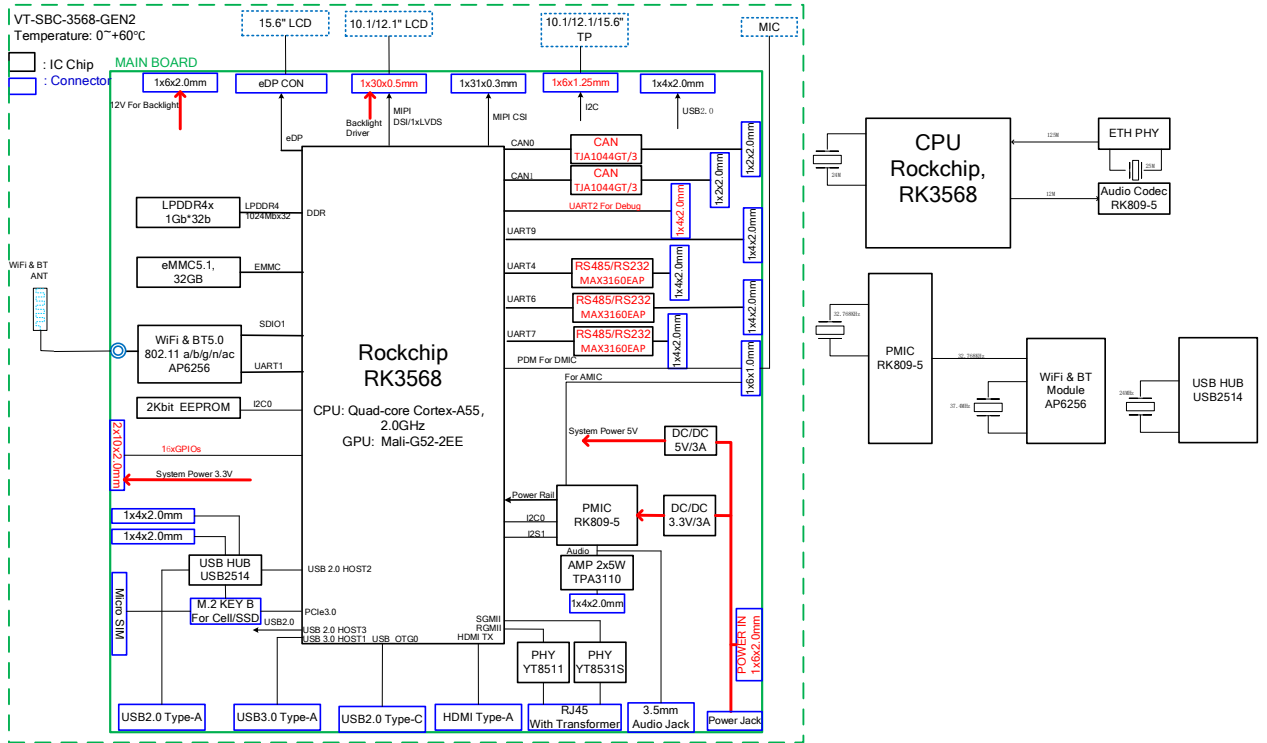 VT-SBC-3568-GEN2
Temperature: 0~+60℃
: IC Chip
: Connector
MAIN BOARD
15.6" LCD
10.1/12.1" LCD
10.1/12.1/15.6"
TP
MIC
1x6x2.0mm
eDP CON
1x30x0.5mm
1x31x0.3mm
1x6x1.25mm
1x4x2.0mm
12V For Backlight
eDP
Backlight
Driver
MIPI
DSI/1xLVDS
MIPI CSI
I2C
USB2.0
CAN0
CAN
TJA1044GT/3
1x2x2.0mm
CAN1
CAN
TJA1044GT/3
1x2x2.0mm
UART2 For Debug
1x4x2.0mm
UART9
1x4x2.0mm
UART4
RS485/RS232
MAX3160EAP
1x4x2.0mm
UART6
RS485/RS232
MAX3160EAP
1x4x2.0mm
UART7
RS485/RS232
MAX3160EAP
1x4x2.0mm
PDM For DMIC
For AMIC
1x6x1.0mm
LPDDR4x
1Gb*32b
LPDDR4
1024Mbx32
DDR
eMMC5.1,
32GB
EMMC
WiFi & BT
ANT
WiFi & BT5.0
802.11 a/b/g/n/ac
AP6256
SDIO1
UART1
2Kbit EEPROM
I2C0
2x10x2.0mm
16xGPIOs
System Power 3.3V
Rockchip
RK3568
CPU: Quad-core Cortex-A55,
2.0GHz
GPU: Mali-G52-2EE
System Power 5V
DC/DC
5V/3A
Power Rail
I2C0
I2S1
PMIC
RK809-5
DC/DC
3.3V/3A
Audio
AMP 2x5W
TPA3110
1x4x2.0mm
1x4x2.0mm
1x4x2.0mm
USB HUB
USB2514
USB 2.0 HOST2
Micro SIM
M.2 KEY B
For Cell/SSD
PCIe3.0
USB2.0
USB 2.0 HOST3
USB 3.0 HOST1
USB_OTG0
HDMI TX
SGMII
RGMII
PHY
YT8511
PHY
YT8531S
POWER IN
1x6x2.0mm
USB2.0 Type-A
USB3.0 Type-A
USB2.0 Type-C
HDMI Type-A
RJ45
With Transformer
3.5mm
Audio Jack
Power Jack
CPU
Rockchip,
RK3568
24M
125M
ETH PHY
25M
12M
Audio Codec
RK809-5
32.768KHz
PMIC
RK809-5
32.768KHz
37.4MHz
WiFi & BT
Module
AP6256
24MHz
USB HUB
USB2514